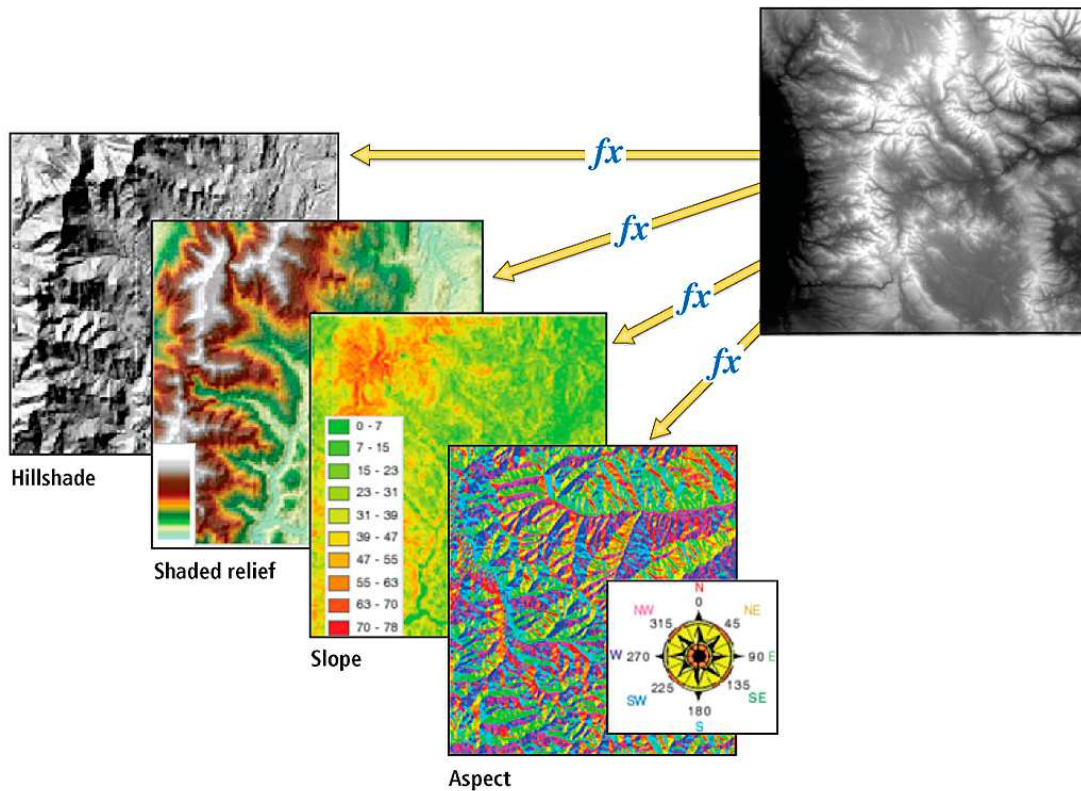 fx
fx
fx
fx
Hillshade
Shaded relief
0 - 7
7 - 15
15 - 23
23 - 31
31 - 39
39 - 47
47 - 55
55 - 63
63 - 70
70 - 78
Slope
N
NW 0 NE
315 45
W 270 90 E
225 135
SW 180 SE
S
Aspect